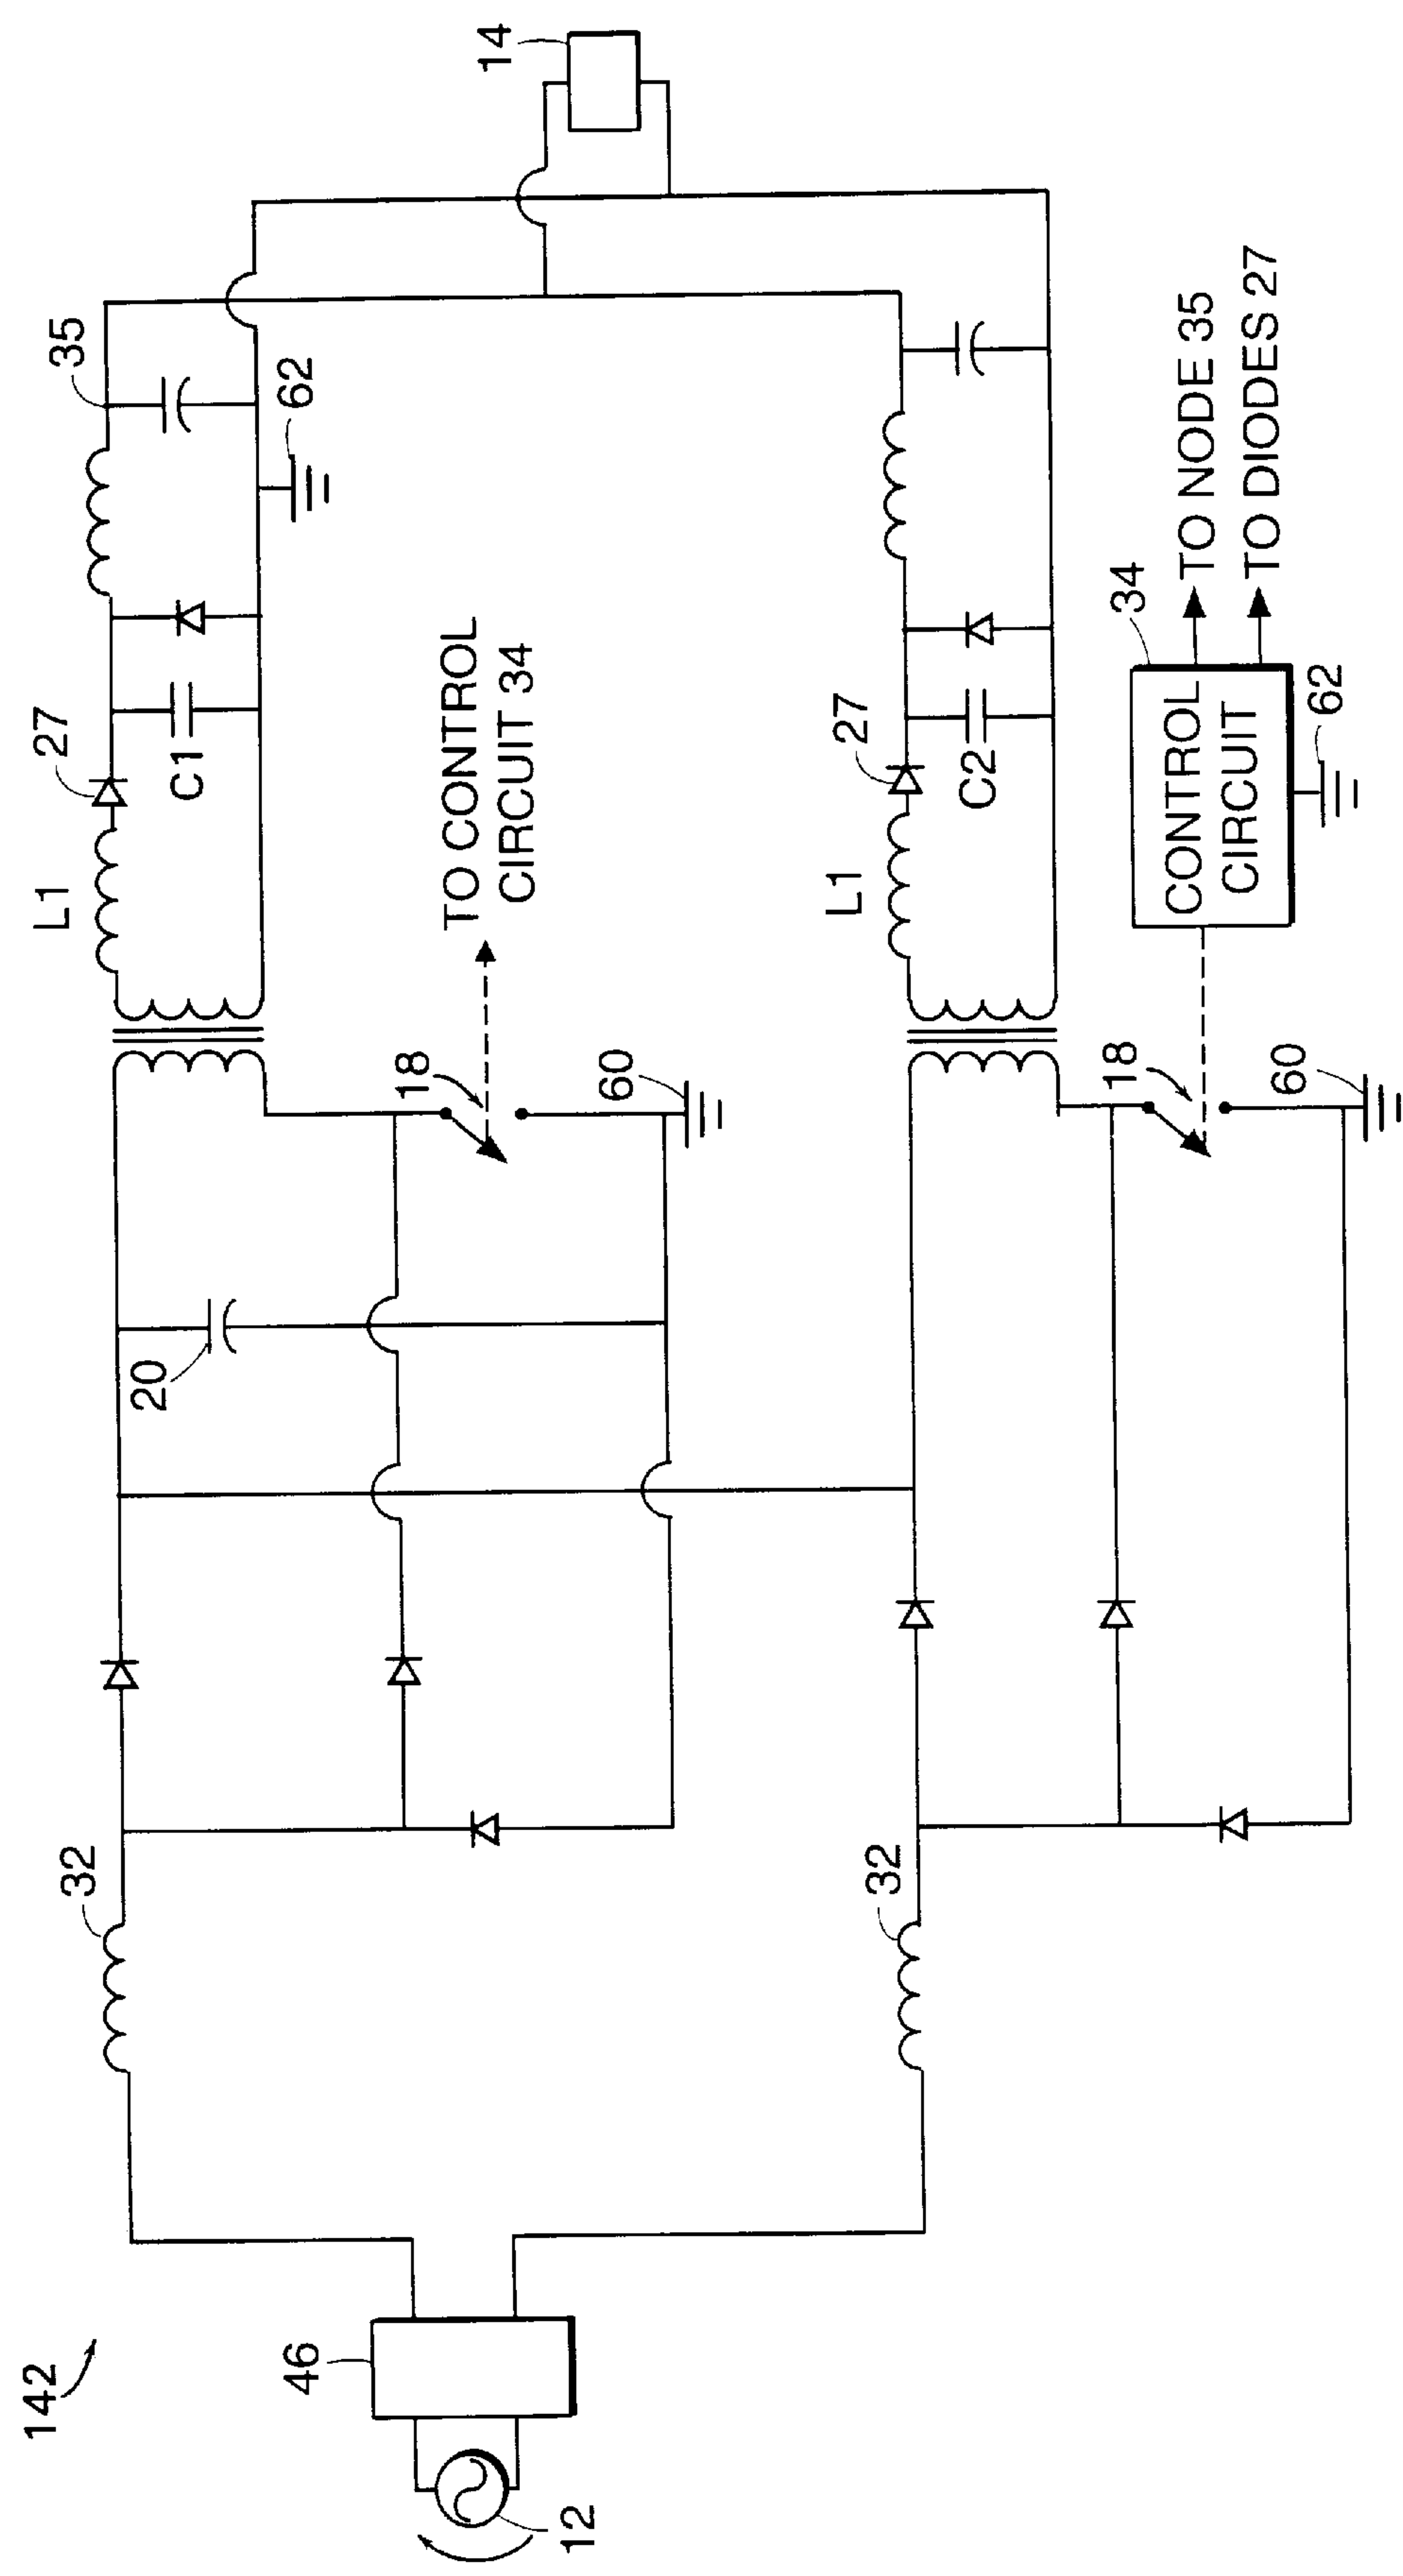 142
12
46
32
20
18
60
TO CONTROL
CIRCUIT 34
L1
27
C1
35
62
14
32
18
60
L1
27
C2
34
CONTROL
CIRCUIT
62
TO NODE 35
TO DIODES 27